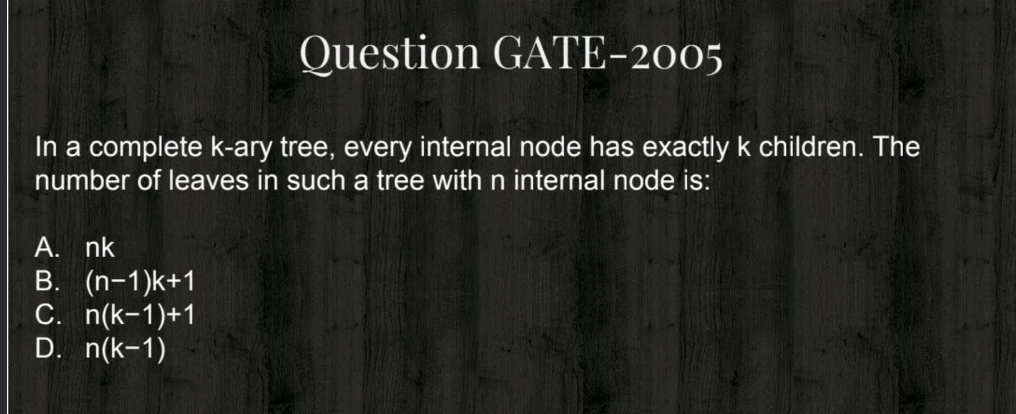 Question GATE-2005
In a complete k-ary tree, every internal node has exactly k children. The
number of leaves in such a tree with n internal node is:
A. nk
B. (n−1)k+1
C. n(k−1)+1
D. n(k−1)